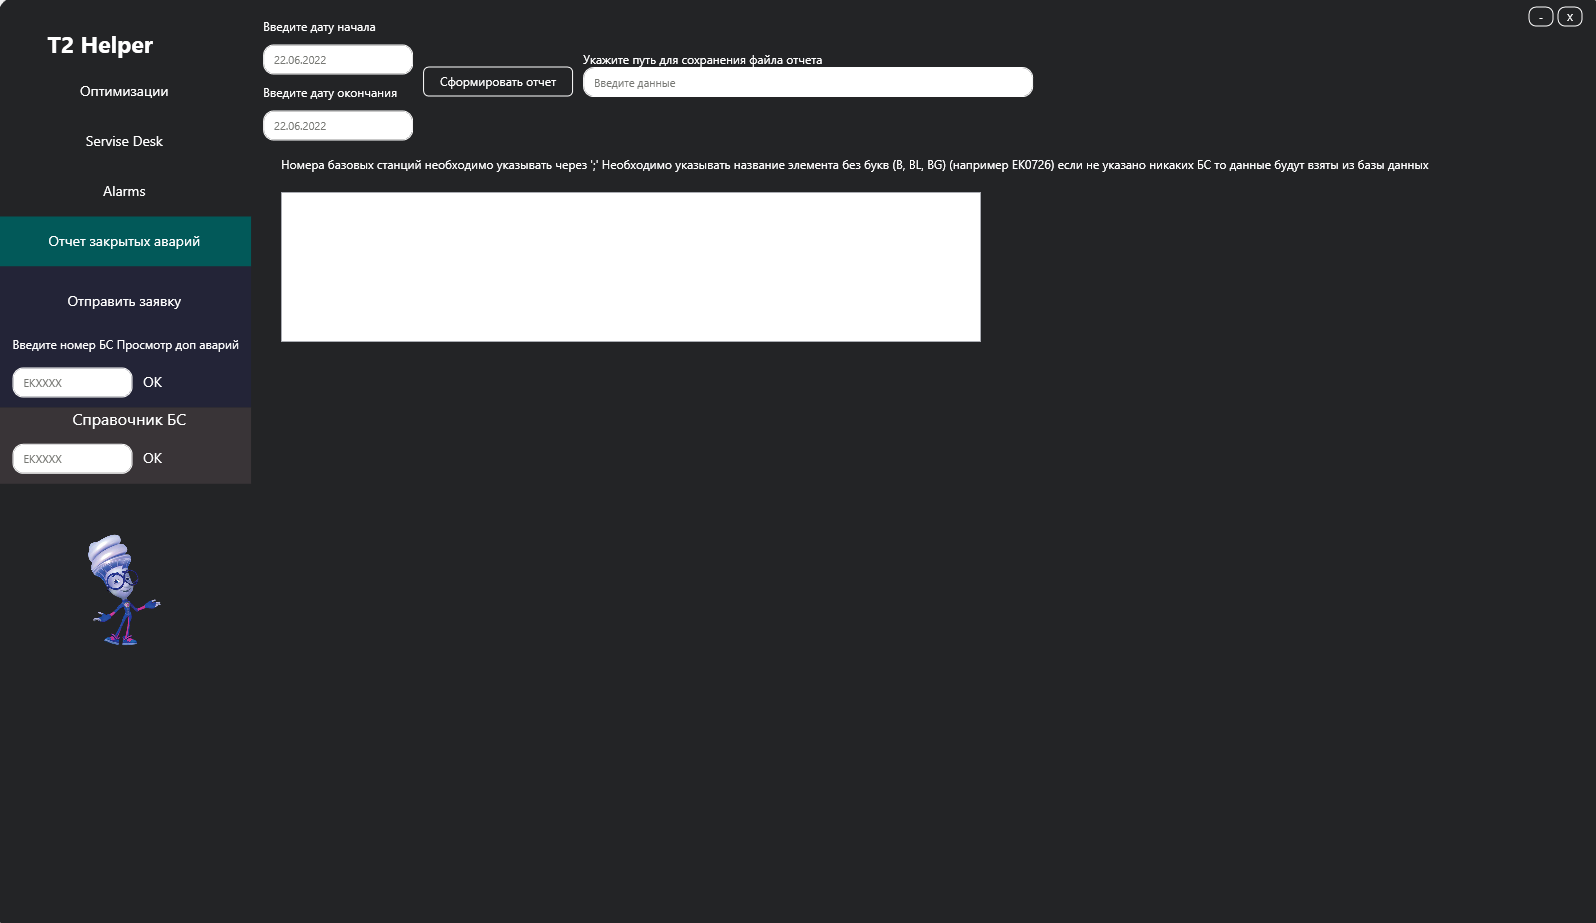 T2 Helper
Оптимизации
Servise Desk
Alarms
Отчет закрытых аварий
Отправить заявку
Введите номер БС Просмотр доп аварий
EKXXXX
OK
Справочник БС
EKXXXX
OK
Введите дату начала
22.06.2022
Введите дату окончания
22.06.2022
Сформировать отчет
Укажите путь для сохранения файла отчета
Введите данные
Номера базовых станций необходимо указывать через ';' Необходимо указывать название элемента без букв (B, BL, BG) (например EK0726) если не указано никаких БС то данные будут взяты из базы данных
-
x